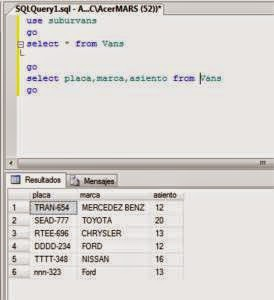 SQLQuery1.sql - A...C\AcerMARS (52))*
use suburvans
go
select * from Vans
go
select placa,marca,asiento from Vans
go
Resultados Mensajes
placa marca asiento
1 TRAN-654 MERCEDEZ BENZ 12
2 SEAD-777 TOYOTA 20
3 RTEE-696 CHRYSLER 13
4 DDDD-234 FORD 12
5 TTTT-348 NISSAN 16
6 nnn-323 Ford 13